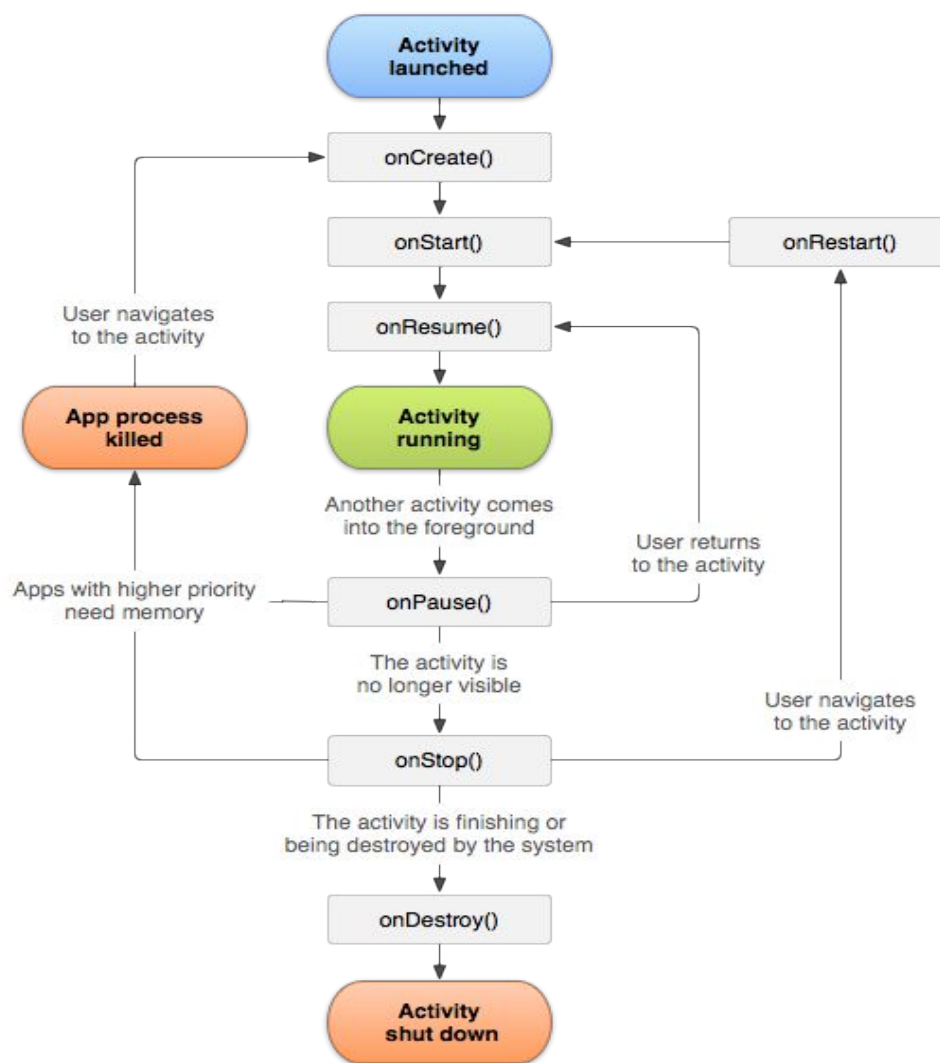 Activity
launched
onCreate()
onStart()
onRestart()
User navigates
to the activity
onResume()
App process
killed
Activity
running
Another activity comes
into the foreground
User returns
to the activity
Apps with higher priority
need memory
onPause()
The activity is
no longer visible
User navigates
to the activity
onStop()
The activity is finishing or
being destroyed by the system
onDestroy()
Activity
shut down